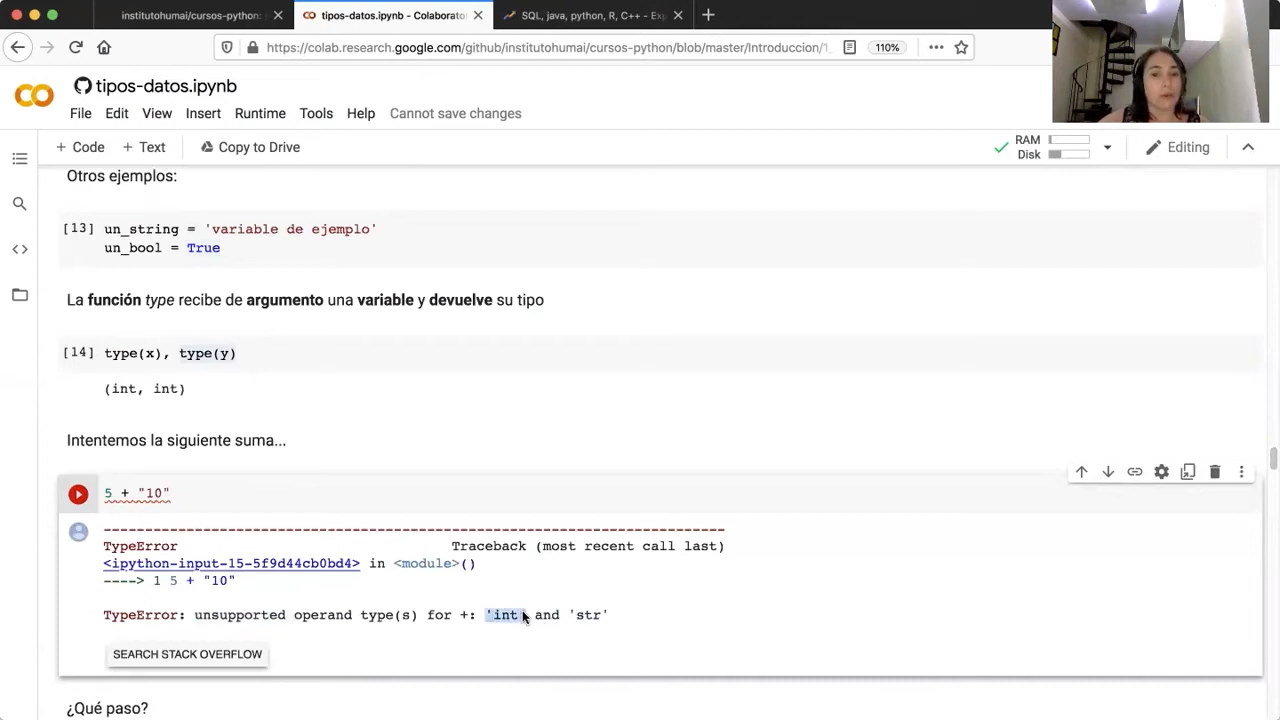 institutohumai/cursos-python:
tipos-datos.ipynb - Colaborato
SQL, java, python, R, C++ - Exp
https://colab.research.google.com/github/institutohumai/cursos-python/blob/master/Introduccion/1_
110%
tipos-datos.ipynb
File Edit View Insert Runtime Tools Help Cannot save changes
+ Code + Text Copy to Drive
RAM
Disk
Editing
Otros ejemplos:
[13] un_string = 'variable de ejemplo'
un_bool = True
La función type recibe de argumento una variable y devuelve su tipo
[14] type(x), type(y)
(int, int)
Intentemos la siguiente suma...
5 + "10"
---------------------------------------------------------------------------
TypeError Traceback (most recent call last)
<ipython-input-15-5f9d44cb0bd4> in <module>()
----> 1 5 + "10"
TypeError: unsupported operand type(s) for +: 'int' and 'str'
SEARCH STACK OVERFLOW
¿Qué paso?